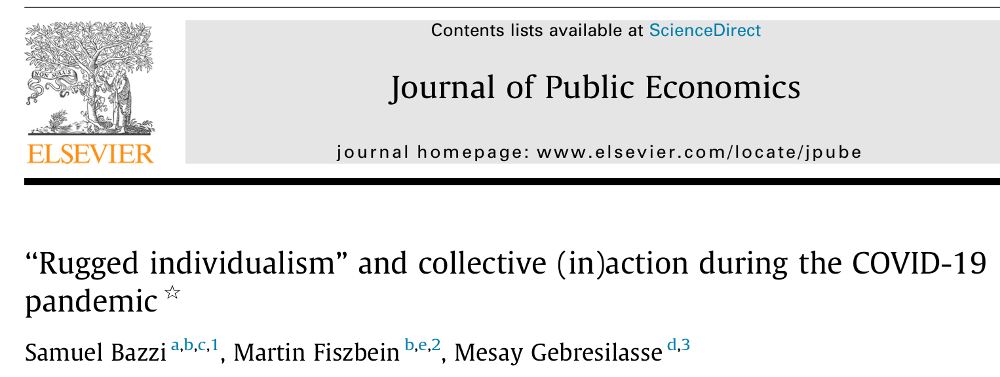 Contents lists available at ScienceDirect
Journal of Public Economics
journal homepage: www.elsevier.com/locate/jpube
NON SOLUS
ELSEVIER
“Rugged individualism” and collective (in)action during the COVID-19
pandemic ☆
Samuel Bazzi a,b,c,1, Martin Fiszbein b,e,2, Mesay Gebresilasse d,3